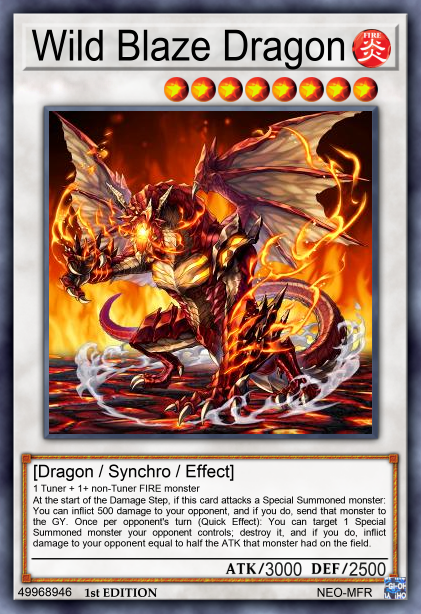 Wild Blaze Dragon
FIRE
炎
[Dragon / Synchro / Effect]
1 Tuner + 1+ non-Tuner FIRE monster
At the start of the Damage Step, if this card attacks a Special Summoned monster:
You can inflict 500 damage to your opponent, and if you do, send that monster to
the GY. Once per opponent's turn (Quick Effect): You can target 1 Special
Summoned monster your opponent controls; destroy it, and if you do, inflict
damage to your opponent equal to half the ATK that monster had on the field.
ATK/3000 DEF/2500
49968946 1st EDITION NEO-MFR